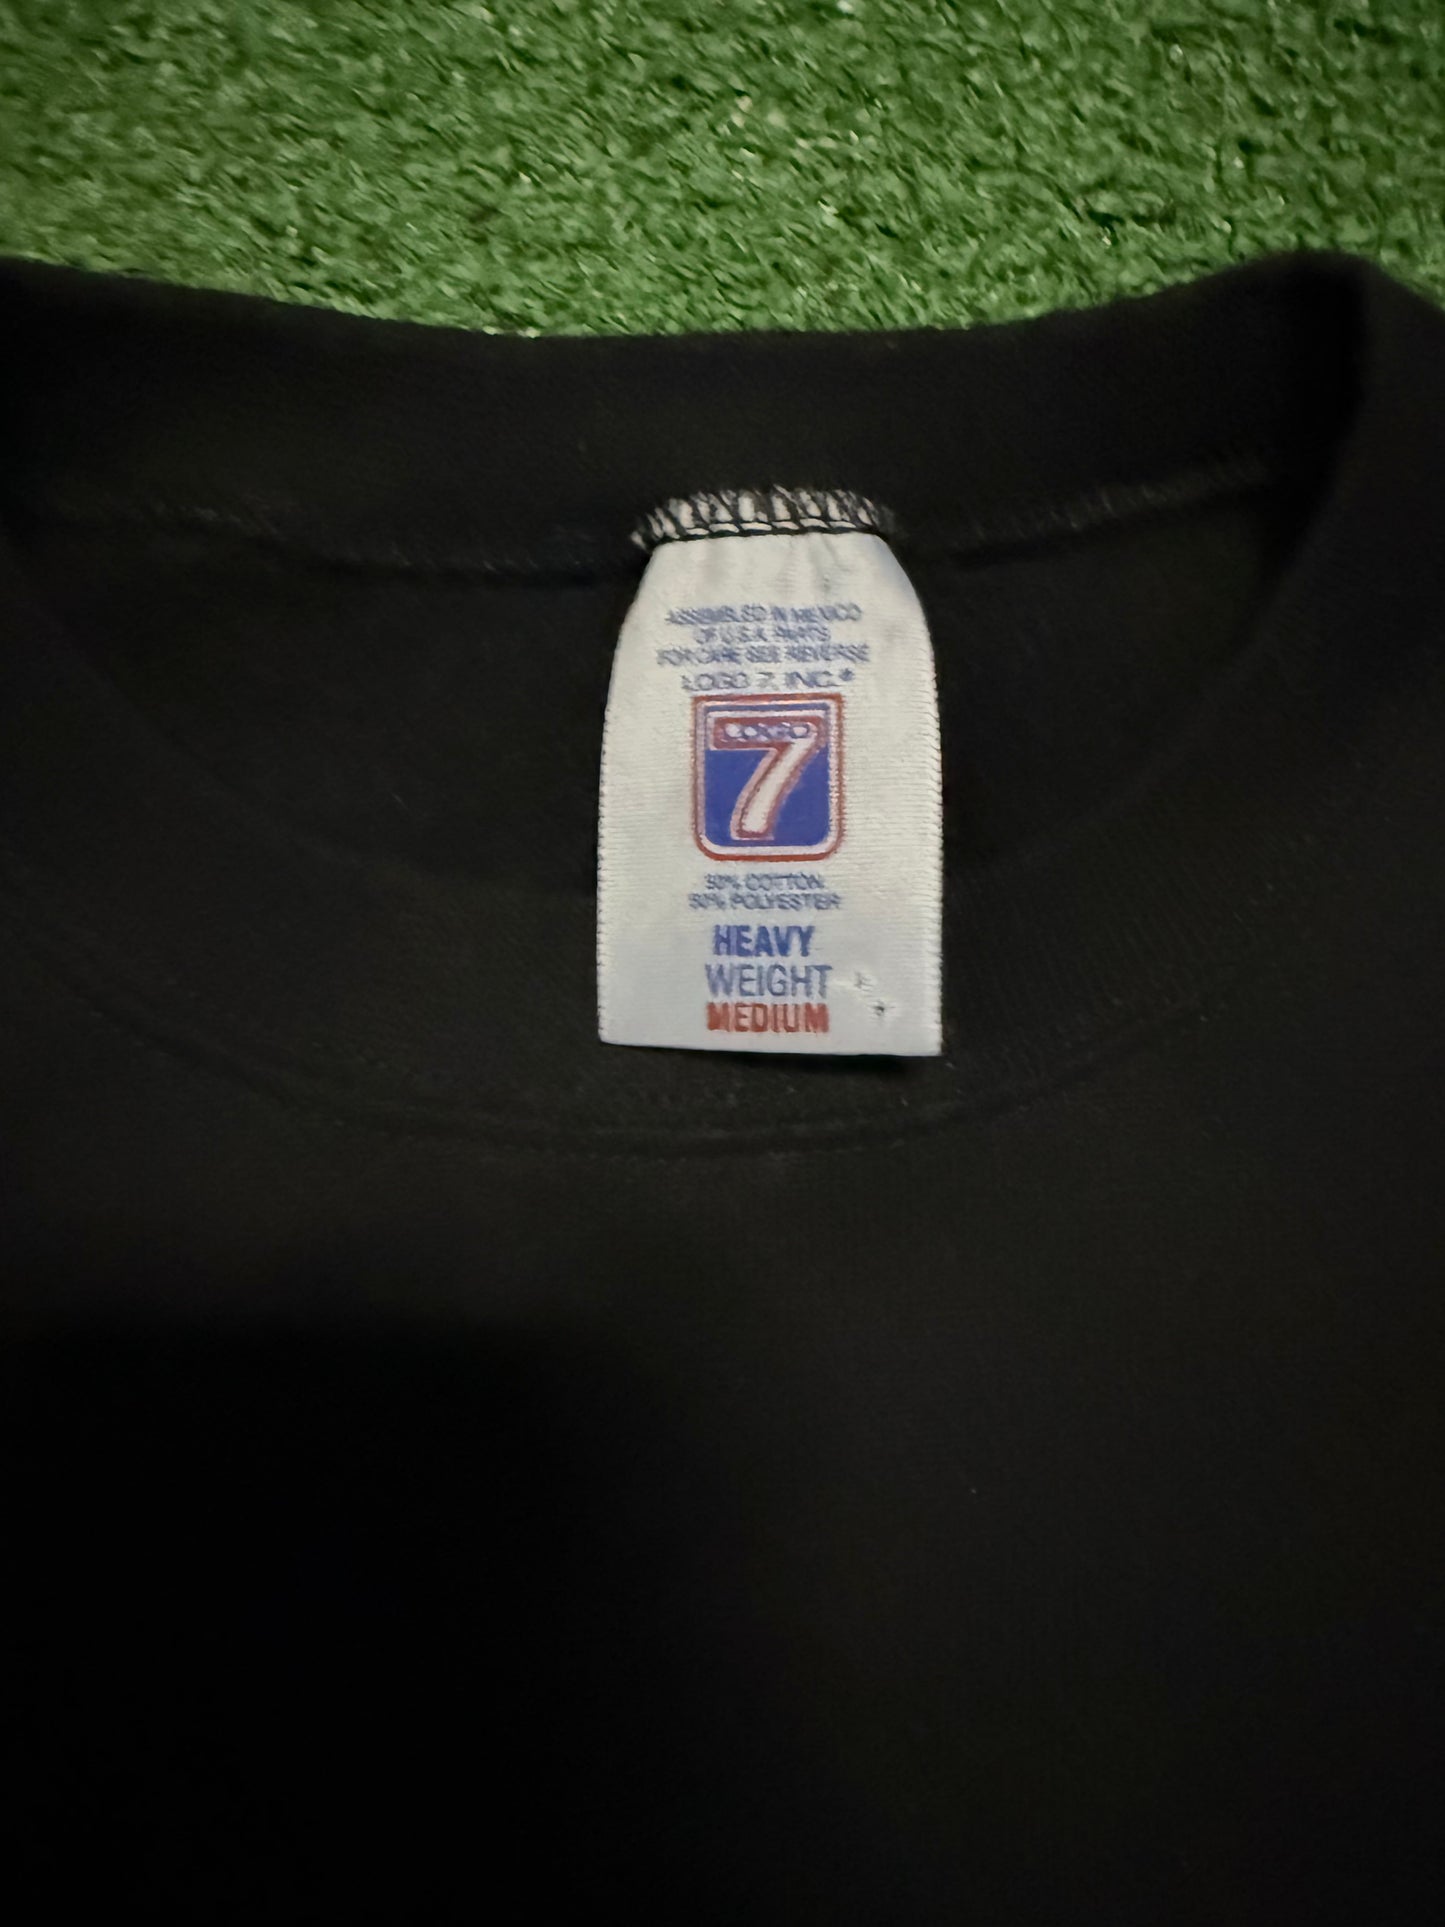 ASSEMBLED IN MEXICO
OF U.S.A. PARTS
FOR CARE SEE REVERSE
LOGO 7, INC.®
LOGO
7
50% COTTON
50% POLYESTER
HEAVY
WEIGHT
MEDIUM